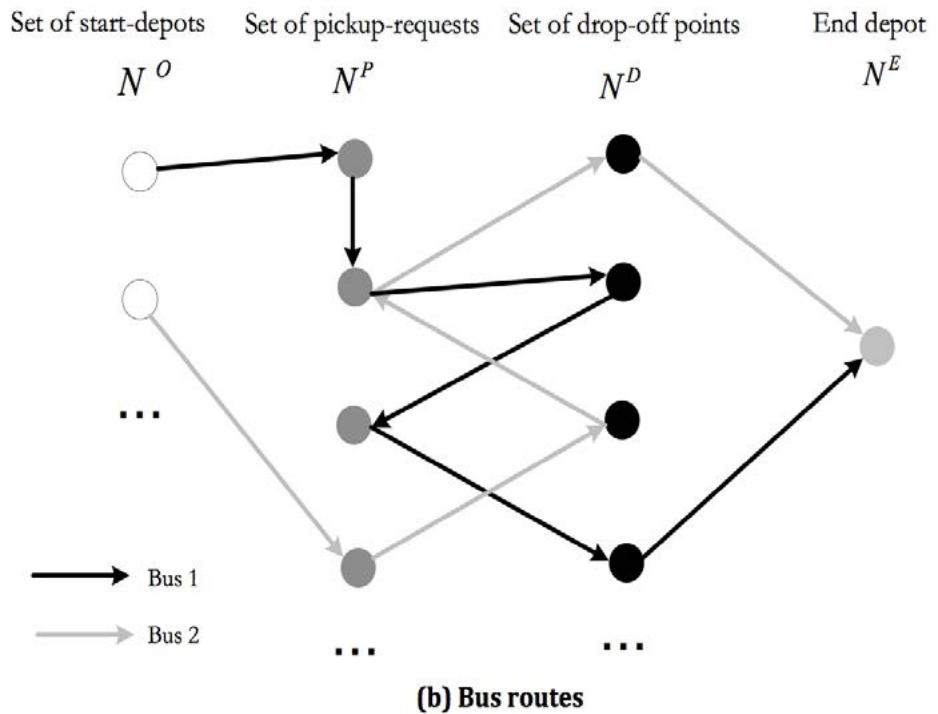 Set of start-depots Set of pickup-requests Set of drop-off points End depot
N^O N^P N^D N^E
...
Bus 1
Bus 2
... ...
(b) Bus routes